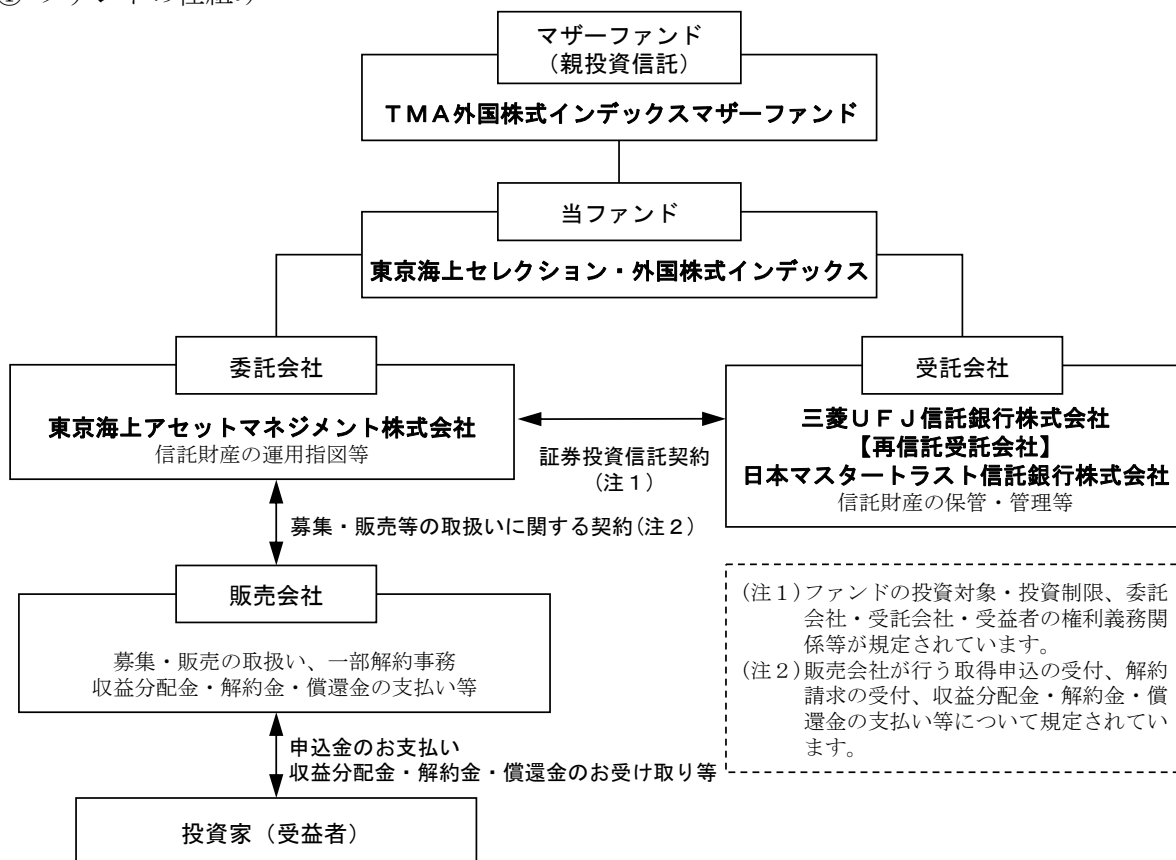 マザーファンド
（親投資信託）
ＴＭＡ外国株式インデックスマザーファンド
当ファンド
東京海上セレクション・外国株式インデックス
委託会社
東京海上アセットマネジメント株式会社
信託財産の運用指図等
証券投資信託契約
(注１)
受託会社
三菱ＵＦＪ信託銀行株式会社
【再信託受託会社】
日本マスタートラスト信託銀行株式会社
信託財産の保管・管理等
募集・販売等の取扱いに関する契約(注２)
販売会社
募集・販売の取扱い、一部解約事務
収益分配金・解約金・償還金の支払い等
(注１)ファンドの投資対象・投資制限、委託
会社・受託会社・受益者の権利義務関
係等が規定されています。
(注２)販売会社が行う取得申込の受付、解約
請求の受付、収益分配金・解約金・償
還金の支払い等について規定されてい
ます。
申込金のお支払い
収益分配金・解約金・償還金のお受け取り等
投資家（受益者）